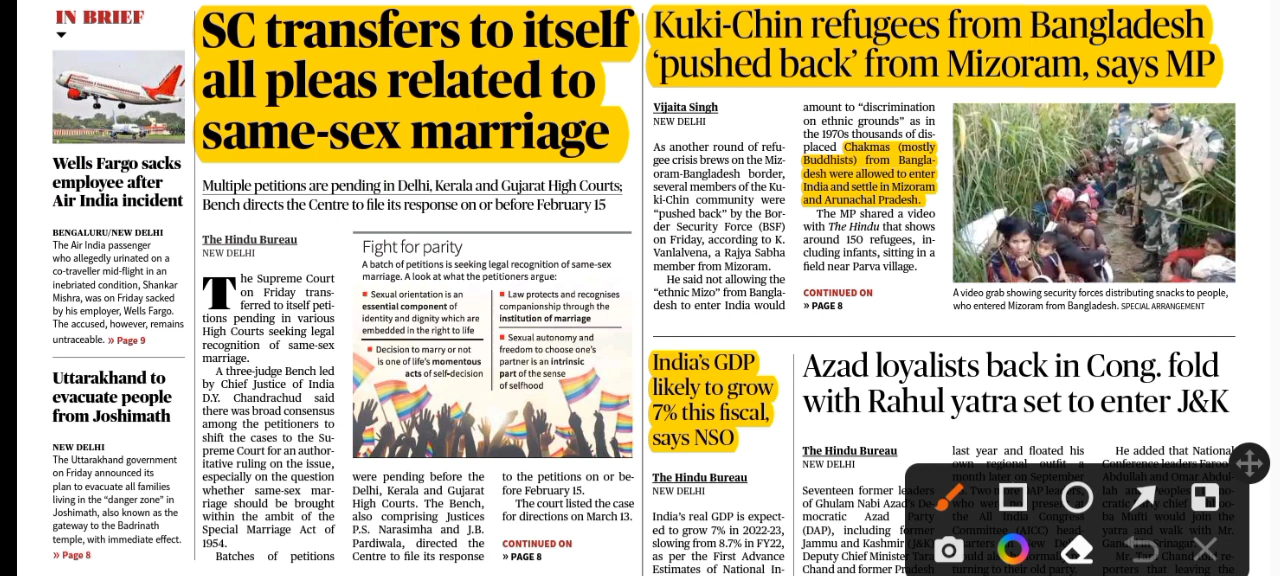 IN BRIEF
Wells Fargo sacks
employee after
Air India incident
BENGALURU/NEW DELHI
The Air India passenger
who allegedly urinated on a
co-traveller mid-flight in an
inebriated condition, Shankar
Mishra, was on Friday sacked
by his employer, Wells Fargo.
The accused, however, remains
untraceable. » Page 9
Uttarakhand to
evacuate people
from Joshimath
NEW DELHI
The Uttarakhand government
on Friday announced its
plan to evacuate all families
living in the “danger zone” in
Joshimath, also known as the
gateway to the Badrinath
temple, with immediate effect.
» Page 8
SC transfers to itself
all pleas related to
same-sex marriage
Multiple petitions are pending in Delhi, Kerala and Gujarat High Courts;
Bench directs the Centre to file its response on or before February 15
The Hindu Bureau
NEW DELHI
The Supreme Court
on Friday trans-
ferred to itself peti-
tions pending in various
High Courts seeking legal
recognition of same-sex
marriage.
A three-judge Bench led
by Chief Justice of India
D.Y. Chandrachud said
there was broad consensus
among the petitioners to
shift the cases to the Su-
preme Court for an author-
itative ruling on the issue,
especially on the question
whether same-sex mar-
riage should be brought
within the ambit of the
Special Marriage Act of
1954.
Batches of petitions
Fight for parity
A batch of petitions is seeking legal recognition of same-sex
marriage. A look at what the petitioners argue:
■ Sexual orientation is an
essential component of
identity and dignity which are
embedded in the right to life
■ Decision to marry or not
is one of life’s momentous
acts of self-decision
■ Law protects and recognises
companionship through the
institution of marriage
■ Sexual autonomy and
freedom to choose one’s
partner is an intrinsic
part of the sense
of selfhood
were pending before the
Delhi, Kerala and Gujarat
High Courts. The Bench,
also comprising Justices
P.S. Narasimha and J.B.
Pardiwala, directed the
Centre to file its response
to the petitions on or be-
fore February 15.
The court listed the case
for directions on March 13.
CONTINUED ON
» PAGE 8
Kuki-Chin refugees from Bangladesh
‘pushed back’ from Mizoram, says MP
Vijaita Singh
NEW DELHI
As another round of refu-
gee crisis brews on the Miz-
oram-Bangladesh border,
several members of the Ku-
ki-Chin community were
“pushed back” by the Bor-
der Security Force (BSF)
on Friday, according to K.
Vanlalvena, a Rajya Sabha
member from Mizoram.
He said not allowing the
“ethnic Mizo” from Bangla-
desh to enter India would
amount to “discrimination
on ethnic grounds” as in
the 1970s thousands of dis-
placed Chakmas (mostly
Buddhists) from Bangla-
desh were allowed to enter
India and settle in Mizoram
and Arunachal Pradesh.
The MP shared a video
with The Hindu that shows
around 150 refugees, in-
cluding infants, sitting in a
field near Parva village.
CONTINUED ON
» PAGE 8
A video grab showing security forces distributing snacks to people,
who entered Mizoram from Bangladesh. SPECIAL ARRANGEMENT
India’s GDP
likely to grow
7% this fiscal,
says NSO
The Hindu Bureau
NEW DELHI
India’s real GDP is expect-
ed to grow 7% in 2022-23,
slowing from 8.7% in FY22,
as per the First Advance
Estimates of National In-
Azad loyalists back in Cong. fold
with Rahul yatra set to enter J&K
The Hindu Bureau
NEW DELHI
Seventeen former leaders
of Ghulam Nabi Azad’s De-
mocratic Azad Party
(DAP), including former
Jammu and Kashmir (J&K)
Deputy Chief Minister Tara
Chand and former Pradesh
last year and floated his
own regional outfit a
month later on September
He added that National
Conference leaders Farooq